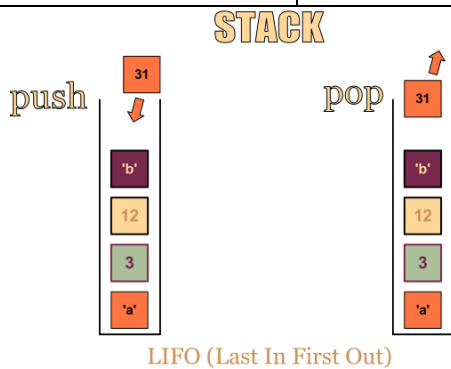 STACK
push
31
'b'
12
3
'a'
pop
31
'b'
12
3
'a'
LIFO (Last In First Out)